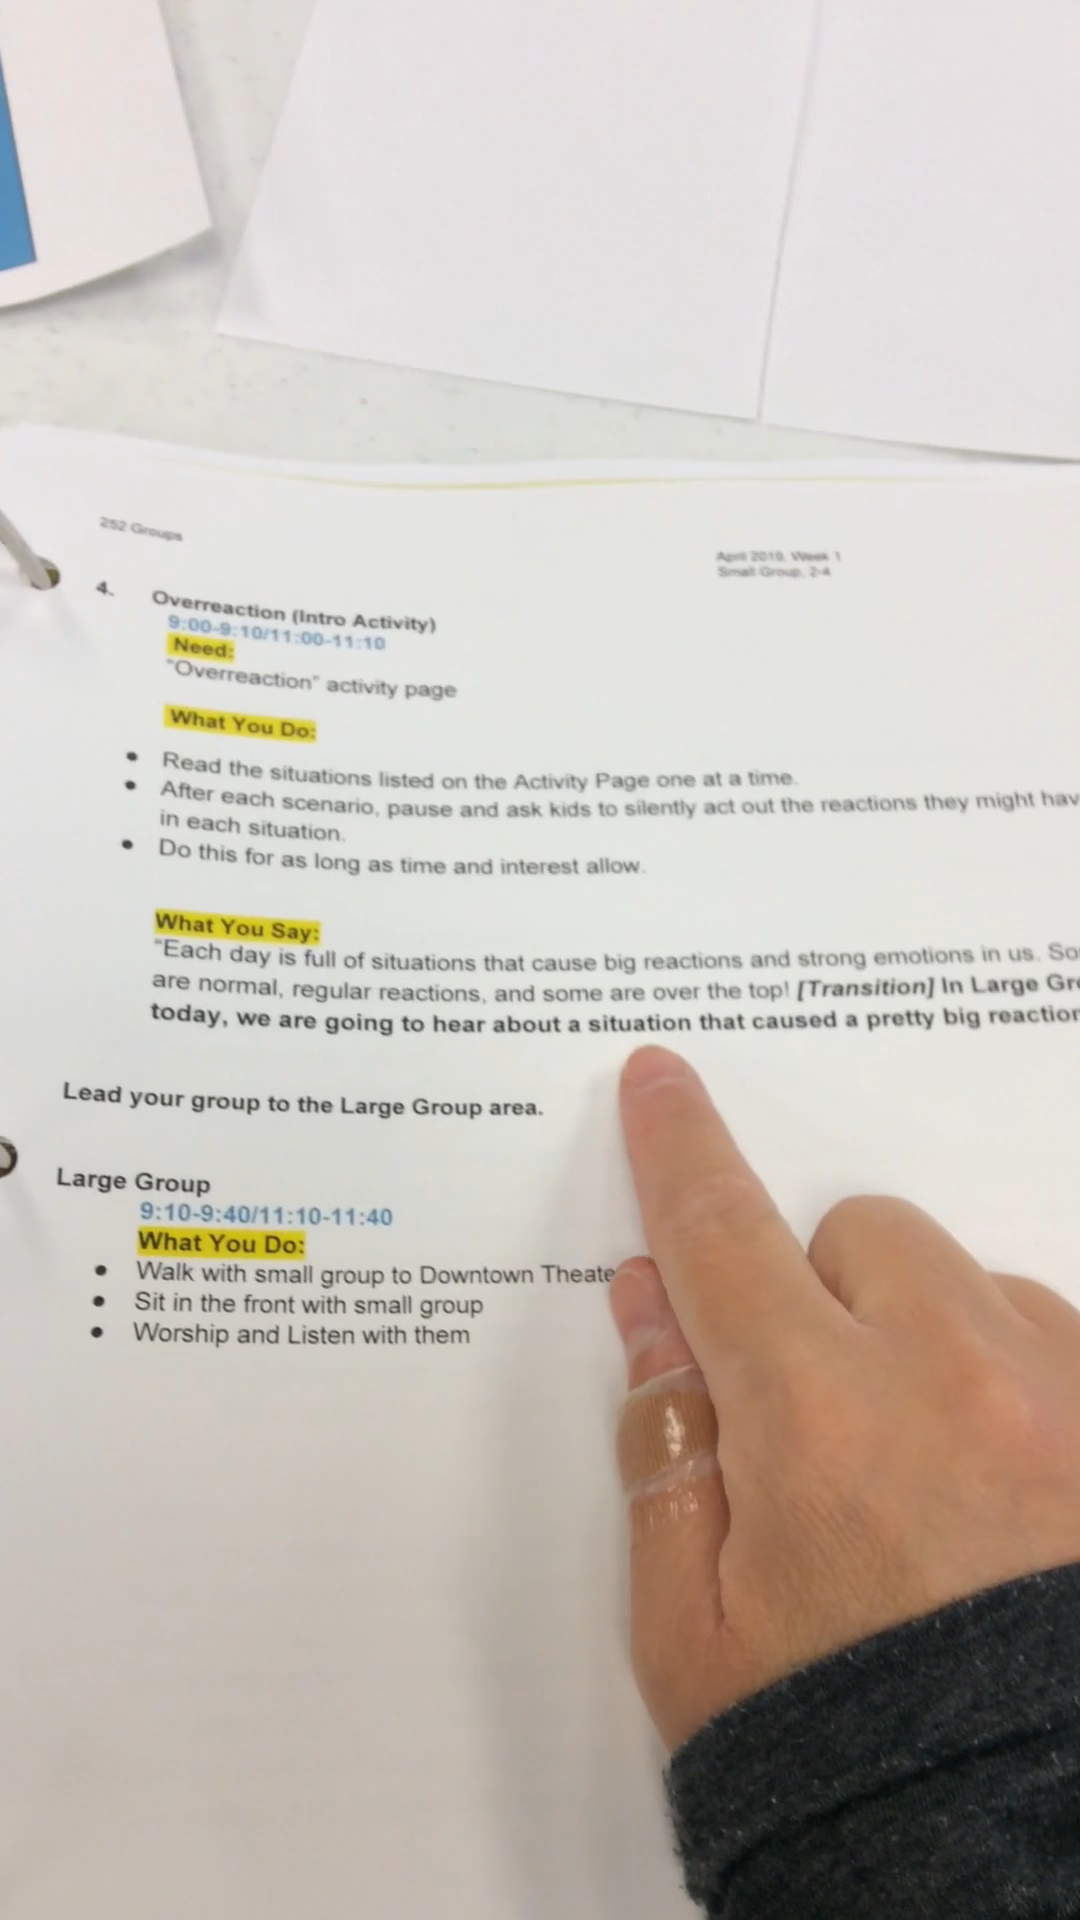 252 Groups
April 2019, Week 1
Small Group, 2-4
4. Overreaction (Intro Activity)
9:00-9:10/11:00-11:10
Need:
"Overreaction" activity page
What You Do:
• Read the situations listed on the Activity Page one at a time.
• After each scenario, pause and ask kids to silently act out the reactions they might hav
in each situation.
• Do this for as long as time and interest allow.
What You Say:
"Each day is full of situations that cause big reactions and strong emotions in us. So
are normal, regular reactions, and some are over the top! [Transition] In Large Gr
today, we are going to hear about a situation that caused a pretty big reaction
Lead your group to the Large Group area.
Large Group
9:10-9:40/11:10-11:40
What You Do:
• Walk with small group to Downtown Theate
• Sit in the front with small group
• Worship and Listen with them